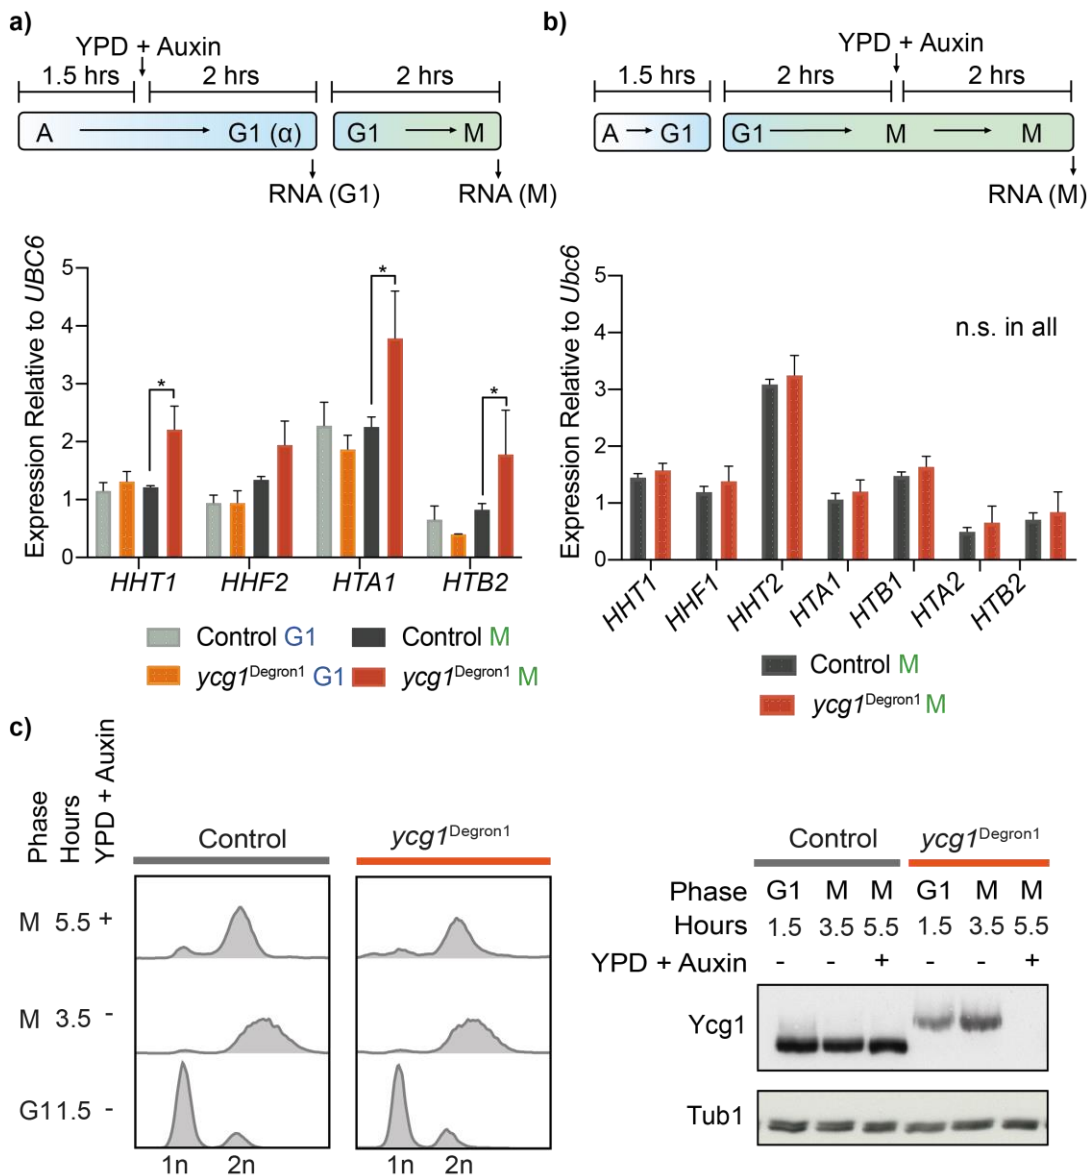 a)
YPD + Auxin
1.5 hrs 2 hrs 2 hrs
A G1 (α) G1 M
RNA (G1) RNA (M)
Expression Relative to UBC6
5
4
3
2
1
0
* * *
HHT1 HHF2 HTA1 HTB2
Control G1 Control M
ycg1Degron1 G1 ycg1Degron1 M
b)
YPD + Auxin
1.5 hrs 2 hrs 2 hrs
A G1 G1 M M
RNA (M)
Expression Relative to Ubc6
5
4
3
2
1
0
n.s. in all
HHT1 HHF1 HHT2 HTA1 HTB1 HTA2 HTB2
Control M
ycg1Degron1 M
c)
Phase Hours YPD + Auxin
Control ycg1Degron1
M 5.5 +
M 3.5 -
G1 1.5 -
1n 2n 1n 2n
Control ycg1Degron1
Phase G1 M M G1 M M
Hours 1.5 3.5 5.5 1.5 3.5 5.5
YPD + Auxin - - + - - +
Ycg1
Tub1